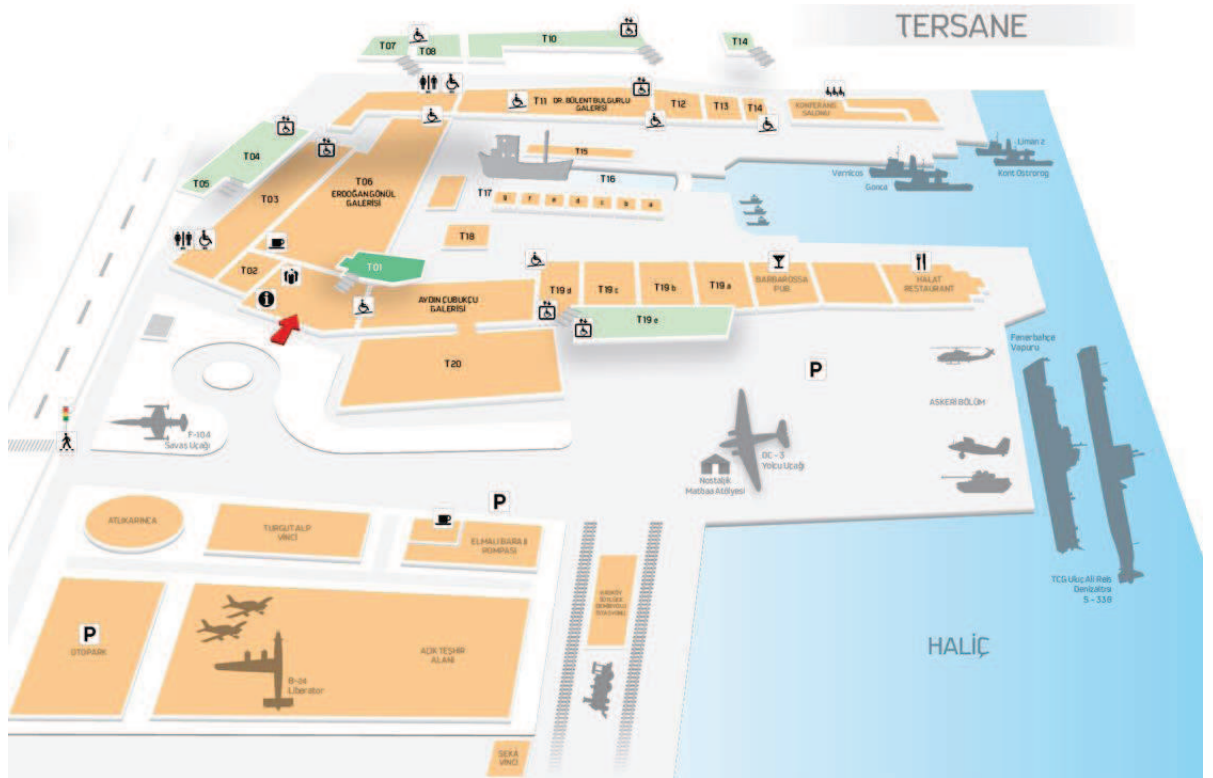 TERSANE
T07
T08
T10
T14
T11 DR. BÜLENT BULGURLU
GALERİSİ
T12
T13
T14
KONFERANS
SALONU
T04
T05
T03
T06
ERDOĞAN GÖNÜL
GALERİSİ
T15
T16
T17
g
f
e
d
c
b
a
Vernicos
Gonca
Liman 2
Kont Ostrorog
T18
T02
T01
i
AYDIN ÇUBUKÇU
GALERİSİ
T19 d
T19 c
T19 b
T19 a
BARBAROSSA
PUB
HALAT
RESTAURANT
T19 e
T20
P
Fenerbahçe
Vapuru
ASKERİ BÖLÜM
F-104
Savaş Uçağı
DC - 3
Yolcu Uçağı
Nostaljik
Matbaa Atölyesi
P
ATLIKARINCA
TURGUT ALP
VİNCİ
ELMALI BARAJI
POMPASI
TCG Uluç Ali Reis
Denizaltısı
S - 338
P
OTOPARK
AÇIK TEŞHİR
ALANI
B-24
Liberator
HALİÇ
SEKA
VİNCİ